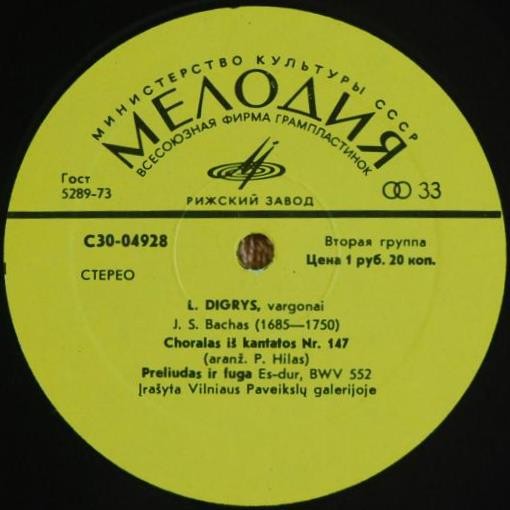 МИНИСТЕРСТВО КУЛЬТУРЫ СССР
МЕЛОДИЯ
ВСЕСОЮЗНАЯ ФИРМА ГРАМПЛАСТИНОК
Гост
5289-73
33
РИЖСКИЙ ЗАВОД
С30-04928
Вторая группа
Цена 1 руб. 20 коп.
СТЕРЕО
L. DIGRYS, vargonai
J. S. Bachas (1685—1750)
Choralas iš kantatos Nr. 147
(aranž. P. Hilas)
Preliudas ir fuga Es-dur, BWV 552
Įrašyta Vilniaus Paveikslų galerijoje